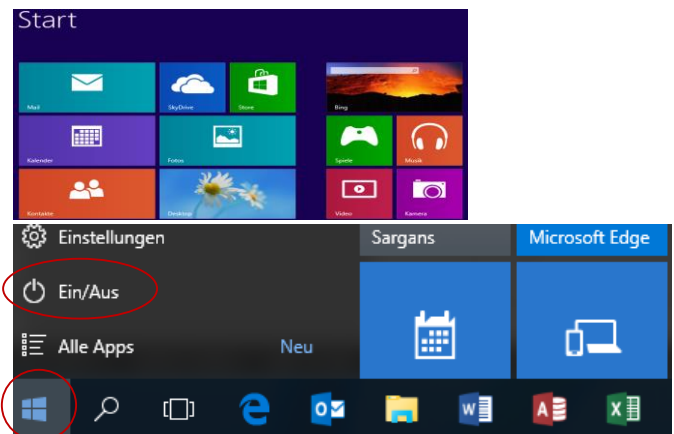 Start
Mail
SkyDrive
Store
Bing
Kalender
Fotos
Spiele
Musik
Kontakte
Desktop
Video
Kamera
Einstellungen
Sargans
Microsoft Edge
Ein/Aus
Alle Apps
Neu